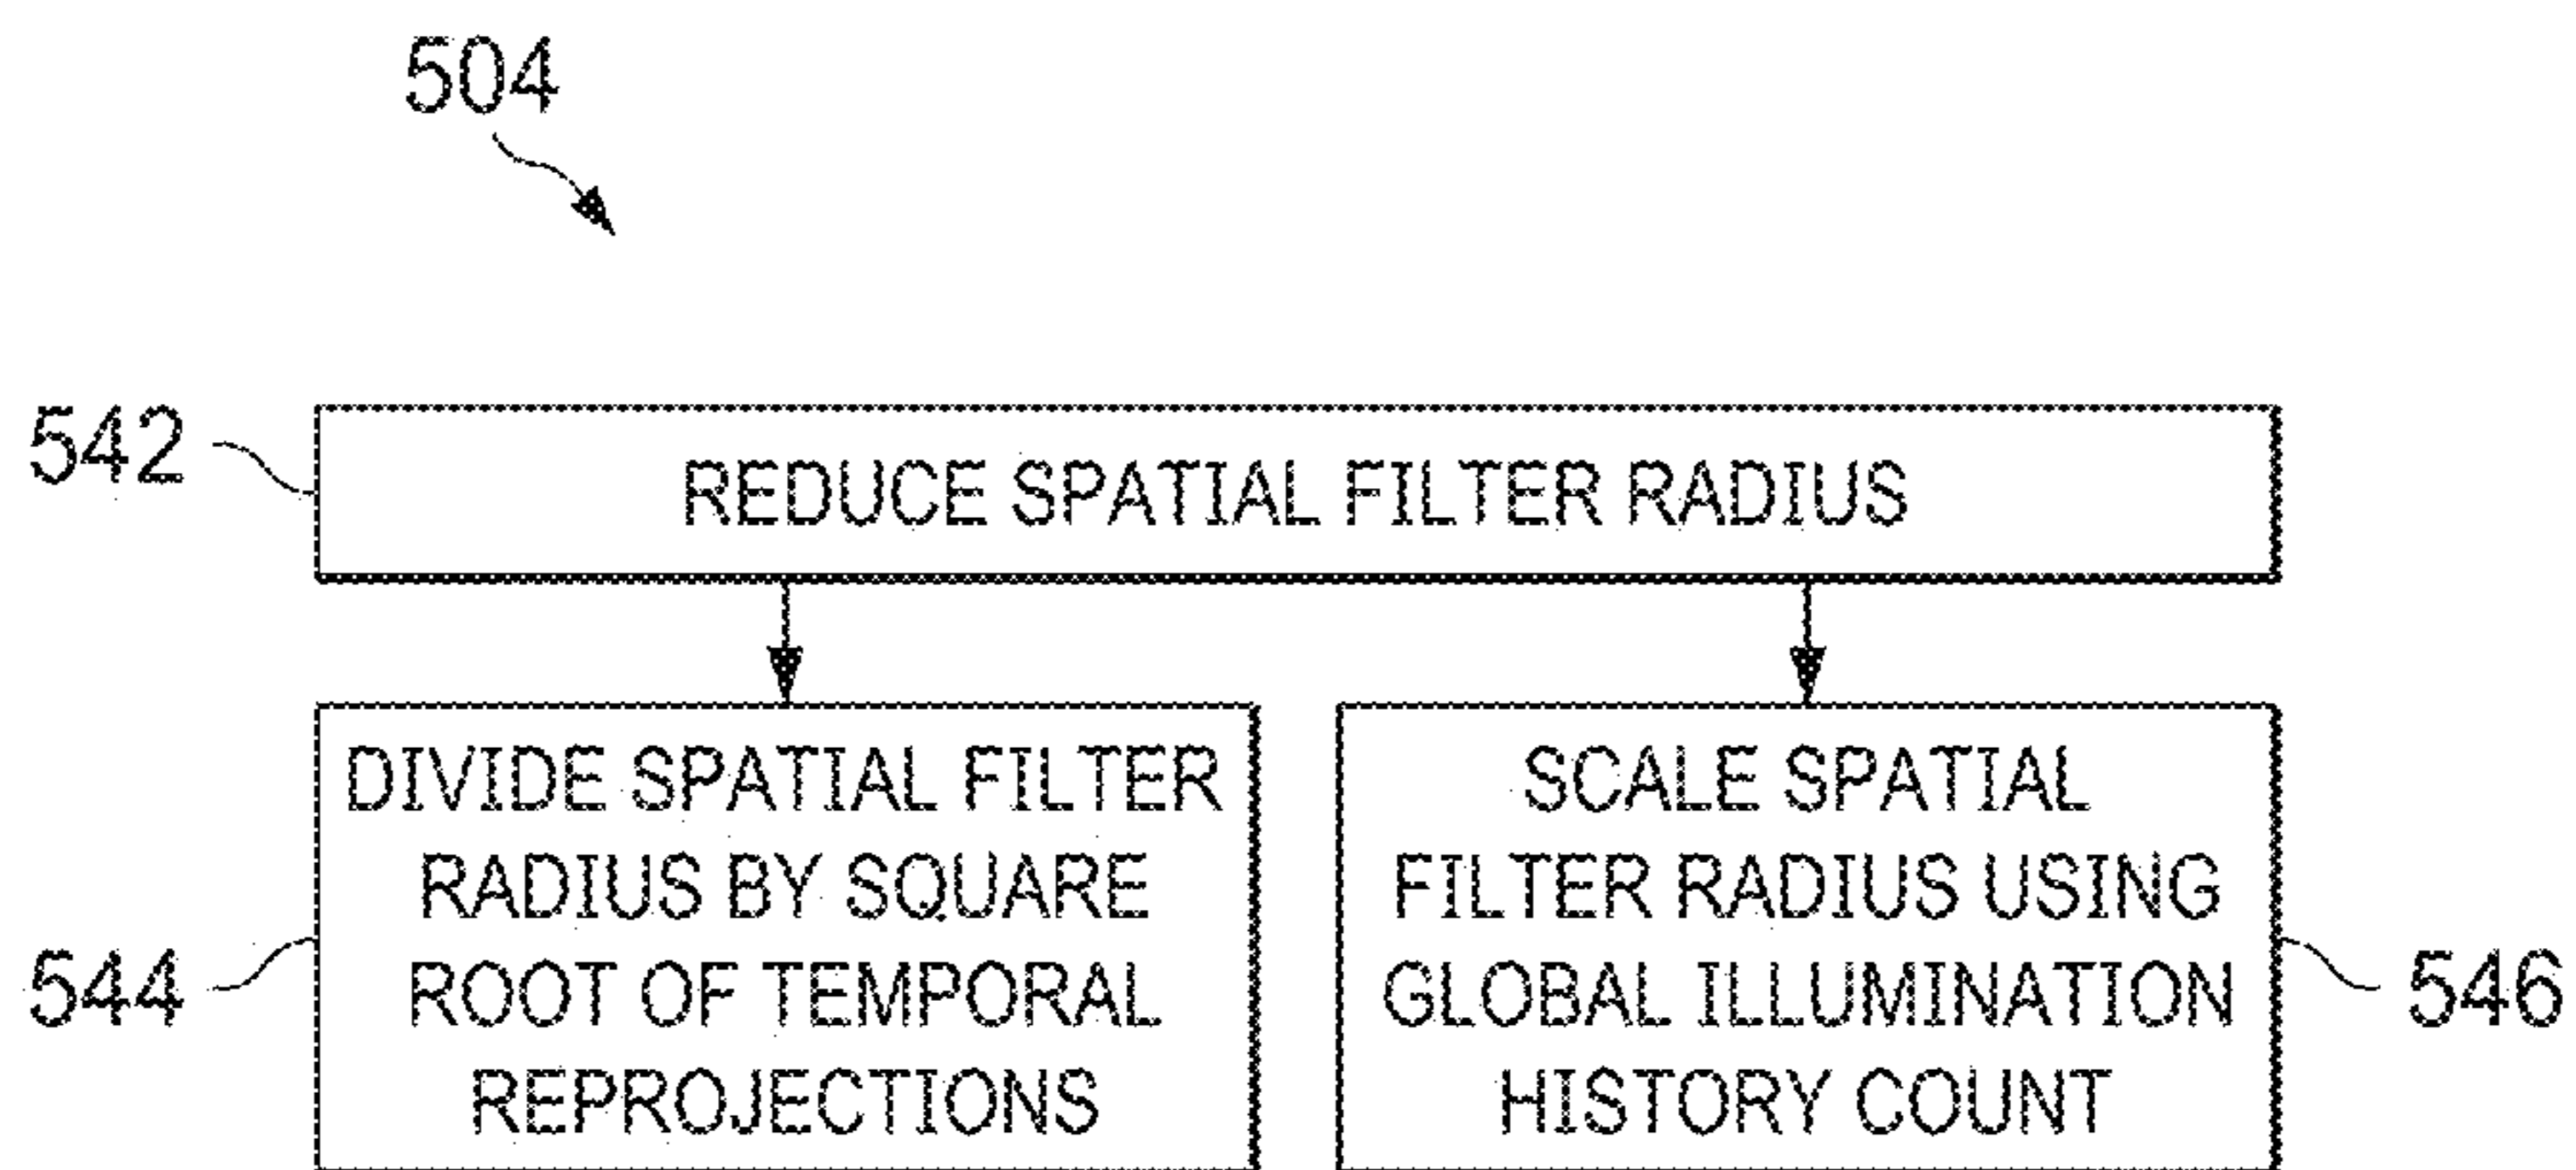 504
542
REDUCE SPATIAL FILTER RADIUS
DIVIDE SPATIAL FILTER
RADIUS BY SQUARE
ROOT OF TEMPORAL
REPROJECTIONS
544
SCALE SPATIAL
FILTER RADIUS USING
GLOBAL ILLUMINATION
HISTORY COUNT
546